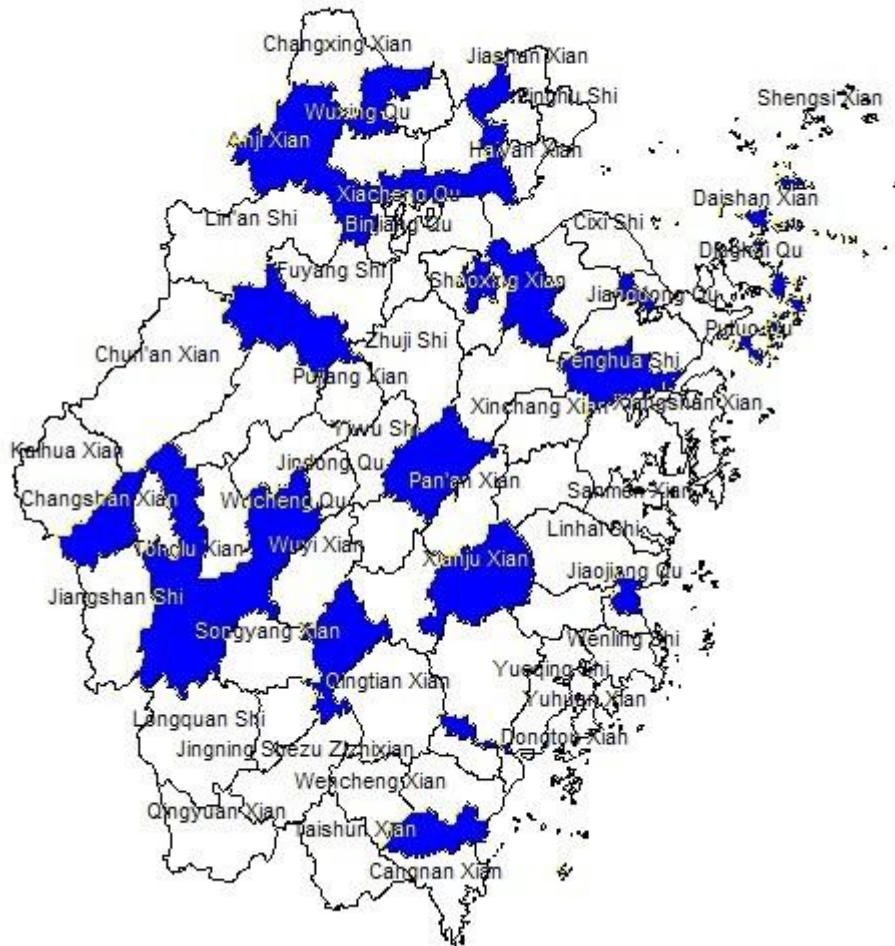 Changxing Xian
Jiashan Xian
Pinghu Shi
Shengsi Xian
Wuxing Qu
Anji Xian
Haiyan Xian
Xiacheng Qu
Daishan Xian
Lin'an Shi
Binjiang Qu
Cixi Shi
Dinghai Qu
Fuyang Shi
Shaoxing Xian
Jiangdong Qu
Putuo Qu
Zhuji Shi
Chun'an Xian
Fenghua Shi
Pujiang Xian
Xinchang Xian
Xiangshan Xian
Yiwu Shi
Kaihua Xian
Jindong Qu
Pan'an Xian
Changshan Xian
Wucheng Qu
Sanmen Xian
Linhai Shi
Tonglu Xian
Wuyi Xian
Xianju Xian
Jiaojiang Qu
Jiangshan Shi
Songyang Xian
Wenling Shi
Yueqing Shi
Qingtian Xian
Yuhuan Xian
Longquan Shi
Dongtou Xian
Jingning Shezu Zizhixian
Wencheng Xian
Qingyuan Xian
Taishun Xian
Cangnan Xian